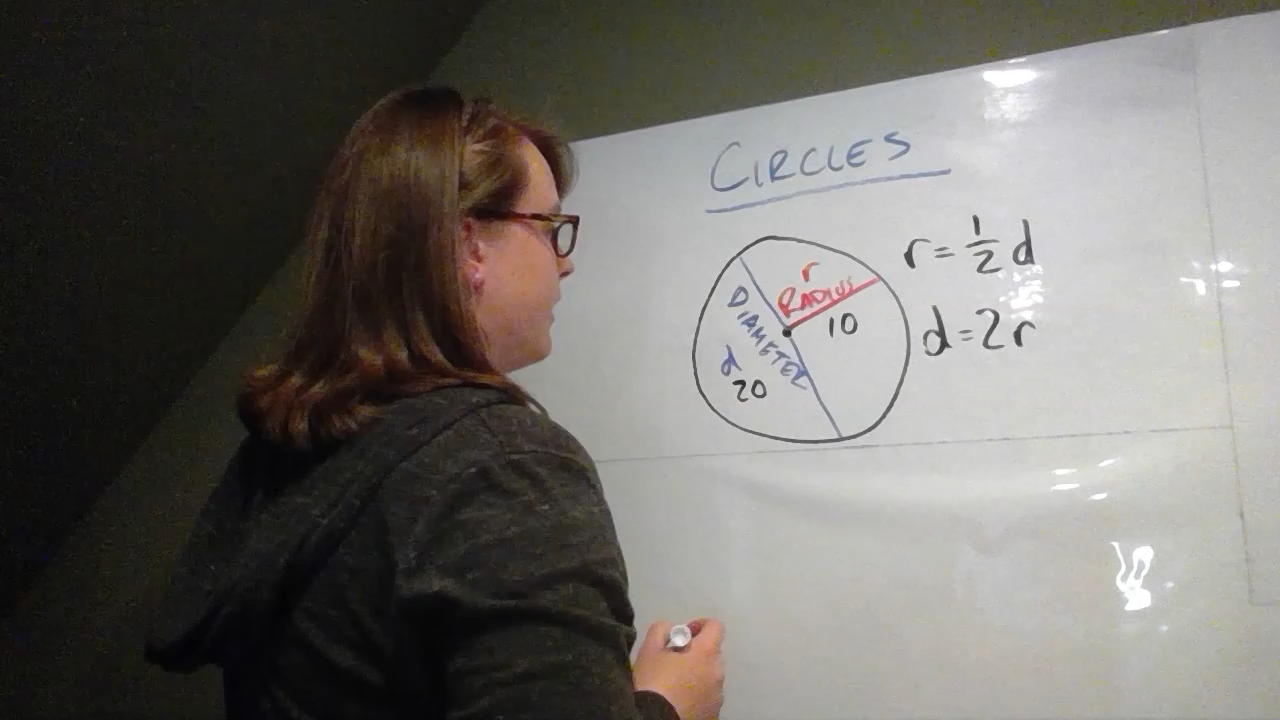 CIRCLES
r
RADIUS
10
DIAMETER
d
20
r = 1/2 d
d = 2r